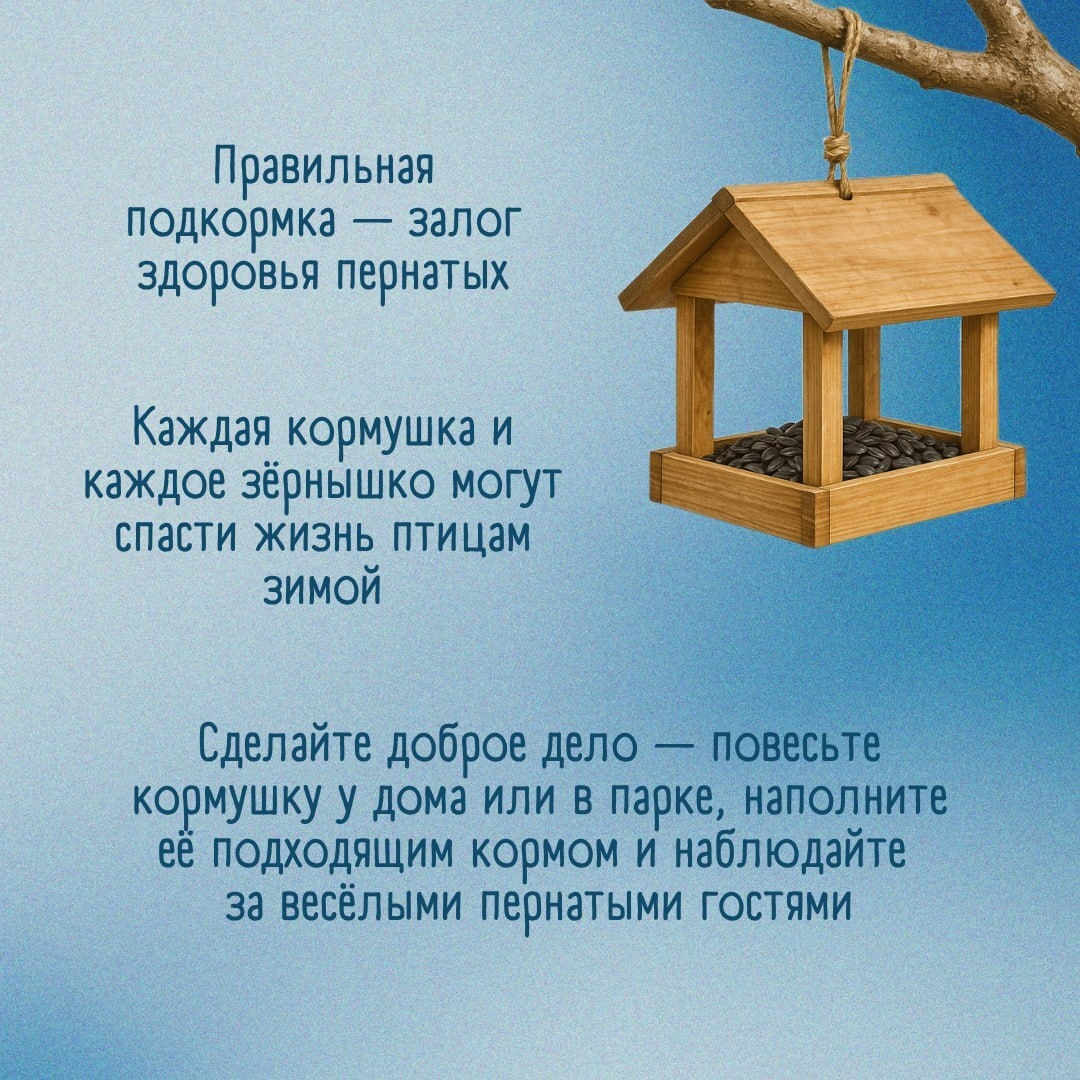 Правильная
подкормка — залог
здоровья пернатых
Каждая кормушка и
каждое зёрнышко могут
спасти жизнь птицам
зимой
Сделайте доброе дело — повесьте
кормушку у дома или в парке, наполните
её подходящим кормом и наблюдайте
за весёлыми пернатыми гостями